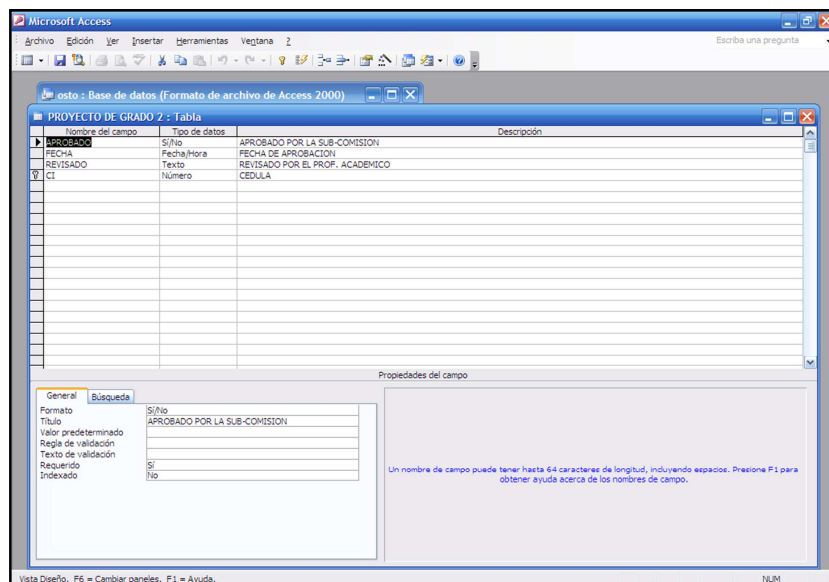 Microsoft Access
Archivo Edición Ver Insertar Herramientas Ventana ? Escriba una pregunta
osto : Base de datos (Formato de archivo de Access 2000)
PROYECTO DE GRADO 2 : Tabla
Nombre del campo Tipo de datos Descripción
APROBADO Sí/No APROBADO POR LA SUB-COMISION
FECHA Fecha/Hora FECHA DE APROBACION
REVISADO Texto REVISADO POR EL PROF. ACADEMICO
CI Número CEDULA
Propiedades del campo
General Búsqueda
Formato Sí/No
Título APROBADO POR LA SUB-COMISION
Valor predeterminado
Regla de validación
Texto de validación
Requerido Sí
Indexado No
Un nombre de campo puede tener hasta 64 caracteres de longitud, incluyendo espacios. Presione F1 para
obtener ayuda acerca de los nombres de campo.
Vista Diseño. F6 = Cambiar paneles. F1 = Ayuda. NUM